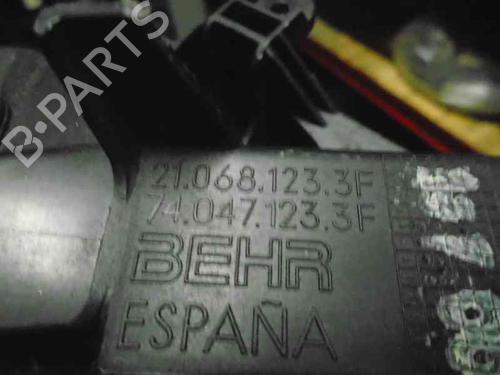 B-PARTS
21.068.123.3F
74.047.123.3F
BEHR
ESPAÑA